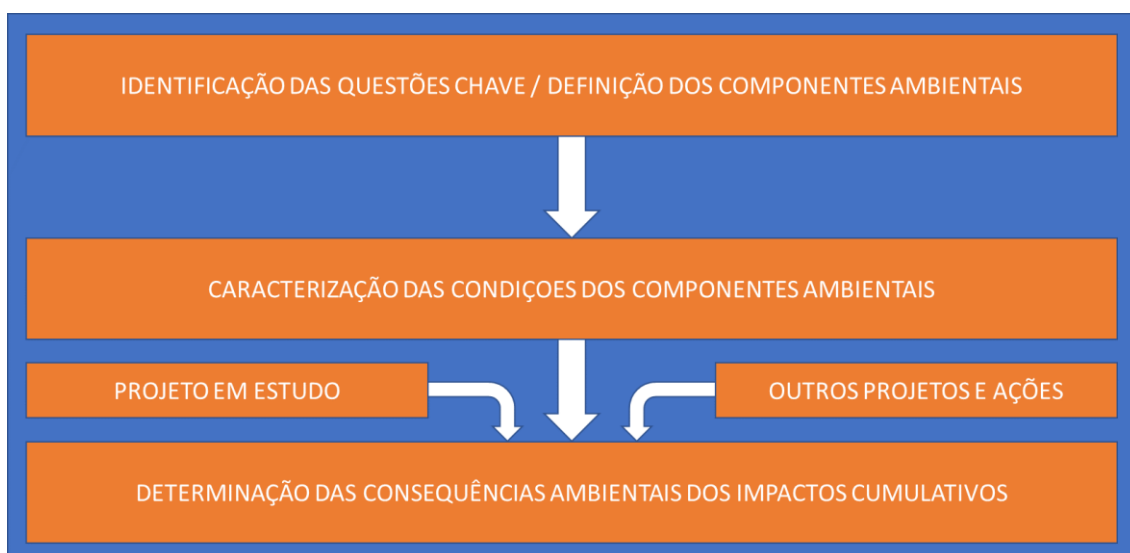 IDENTIFICAÇÃO DAS QUESTÕES CHAVE / DEFINIÇÃO DOS COMPONENTES AMBIENTAIS
CARACTERIZAÇÃO DAS CONDIÇOES DOS COMPONENTES AMBIENTAIS
PROJETO EM ESTUDO
OUTROS PROJETOS E AÇÕES
DETERMINAÇÃO DAS CONSEQUÊNCIAS AMBIENTAIS DOS IMPACTOS CUMULATIVOS